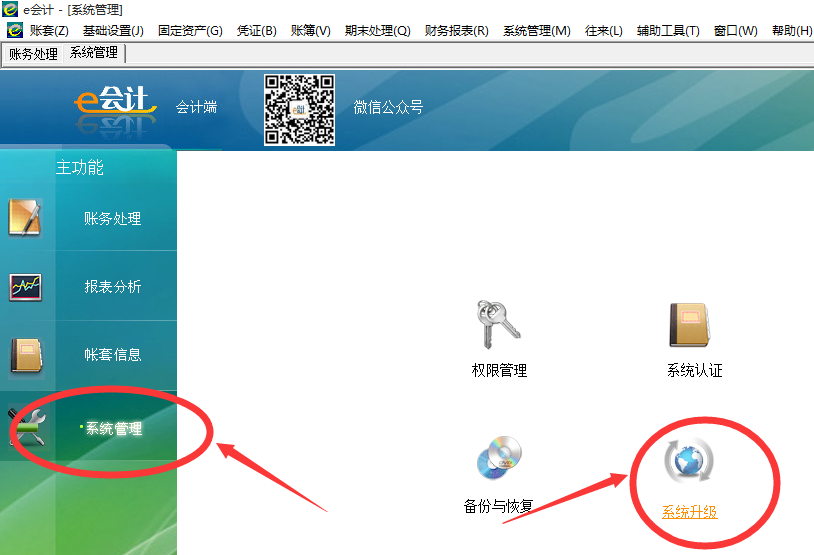 e会计 - [系统管理]
账套(Z) 基础设置(J) 固定资产(G) 凭证(B) 账簿(V) 期末处理(Q) 财务报表(R) 系统管理(M) 往来(L) 辅助工具(T) 窗口(W) 帮助(H)
账务处理 系统管理
e会计 会计端 微信公众号
主功能
账务处理
报表分析
帐套信息
权限管理 系统认证
系统管理
备份与恢复 系统升级